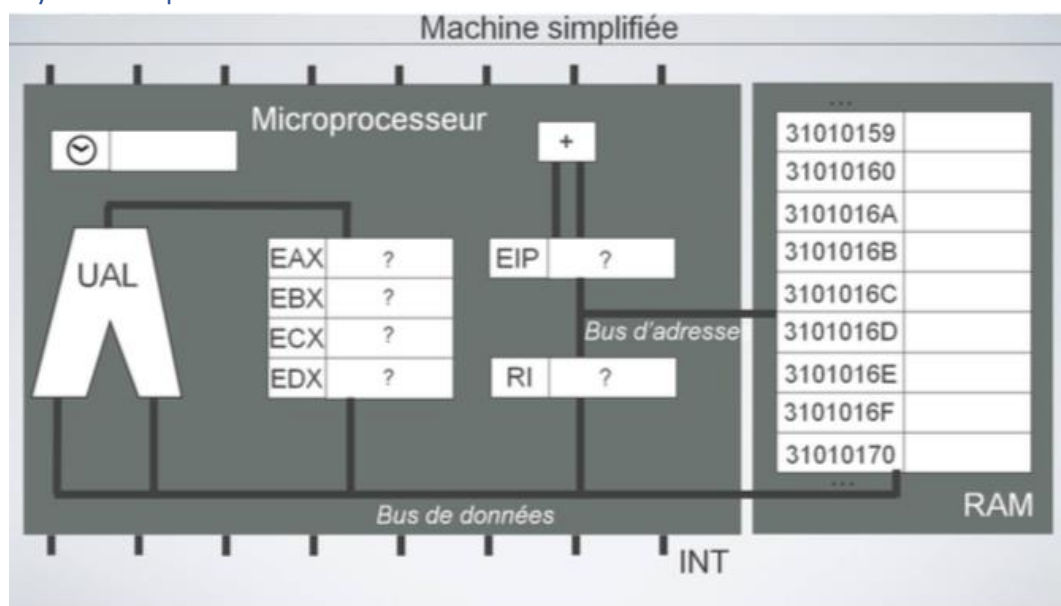 Machine simplifiée
Microprocesseur
+
UAL
EAX ?
EBX ?
ECX ?
EDX ?
EIP ?
Bus d'adresse
RI ?
Bus de données
INT
...
31010159
31010160
3101016A
3101016B
3101016C
3101016D
3101016E
3101016F
31010170
...
RAM